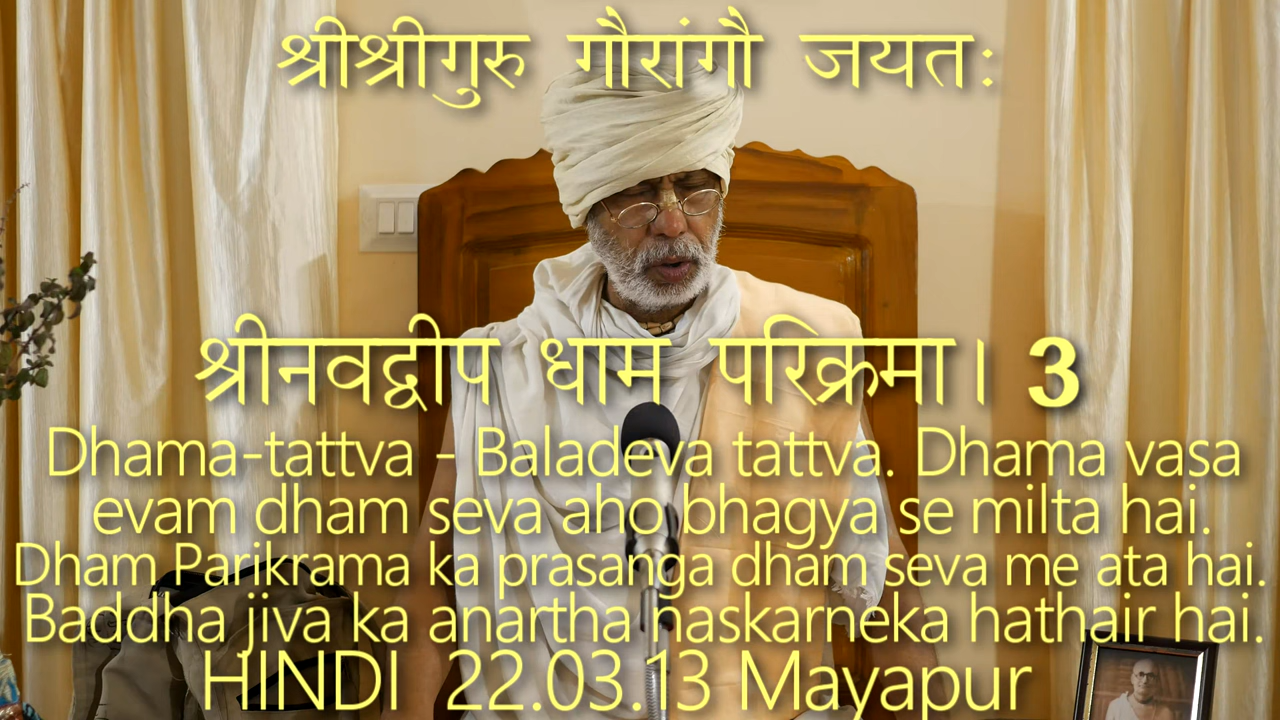 श्रीश्रीगुरु गौरांगौ जयतः
श्रीनवद्वीप धाम परिक्रमा। 3
Dhama-tattva - Baladeva tattva. Dhama vasa
evam dham seva aho bhagya se milta hai.
Dham Parikrama ka prasanga dham seva me ata hai.
Baddha jiva ka anartha naskarneka hathair hai.
HINDI 22.03.13 Mayapur